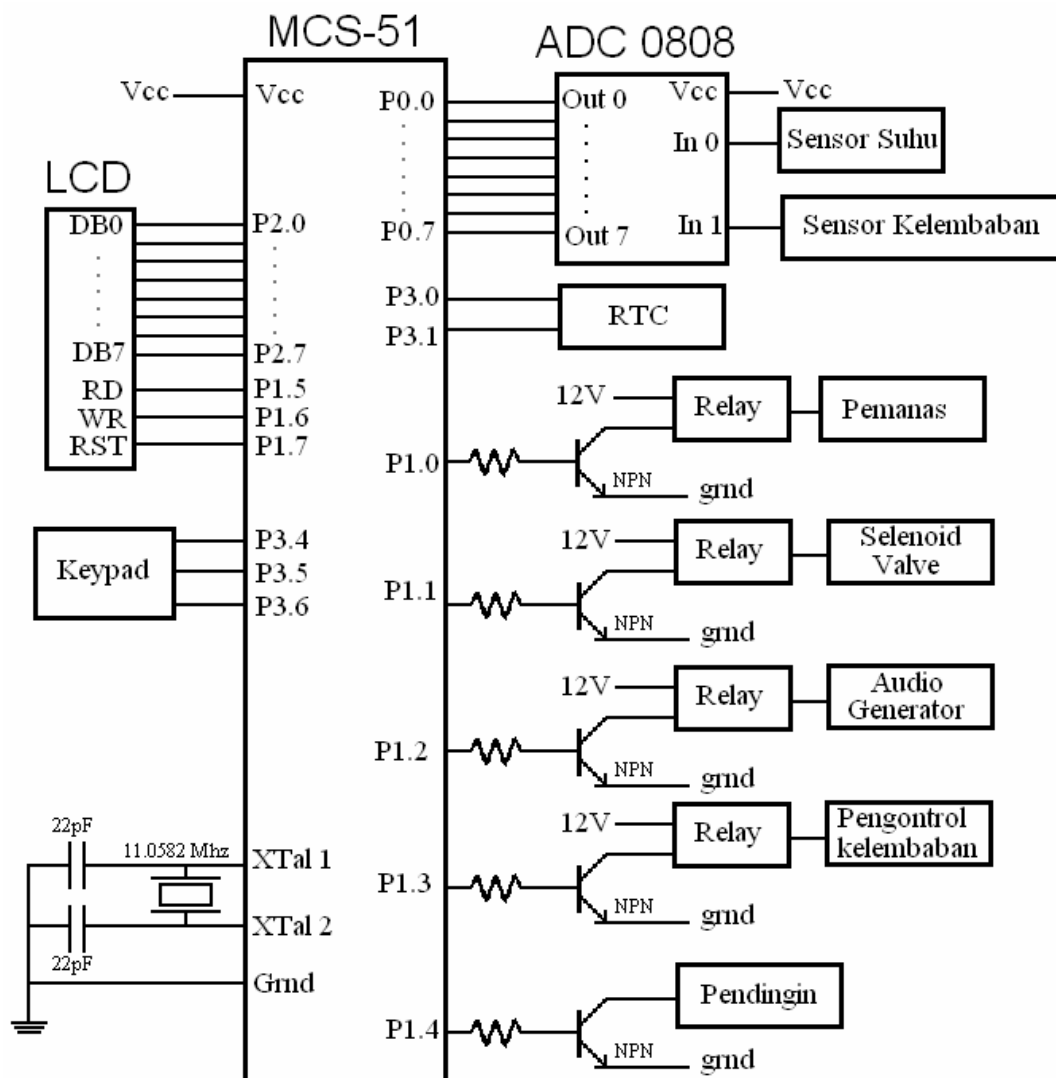 MCS-51
ADC 0808
Vcc
Vcc
P0.0
Out 0
Vcc
Vcc
In 0
Sensor Suhu
LCD
DB0
P2.0
P0.7
Out 7
In 1
Sensor Kelembaban
P3.0
RTC
P3.1
DB7
P2.7
RD
P1.5
WR
P1.6
RST
P1.7
12V
Relay
Pemanas
P1.0
NPN
grnd
Keypad
P3.4
P3.5
P3.6
12V
Relay
Selenoid
Valve
P1.1
NPN
grnd
12V
Relay
Audio
Generator
P1.2
NPN
grnd
12V
Relay
Pengontrol
kelembaban
P1.3
NPN
grnd
22pF
11.0582 Mhz
XTal 1
XTal 2
22pF
Grnd
Pendingin
P1.4
NPN
grnd